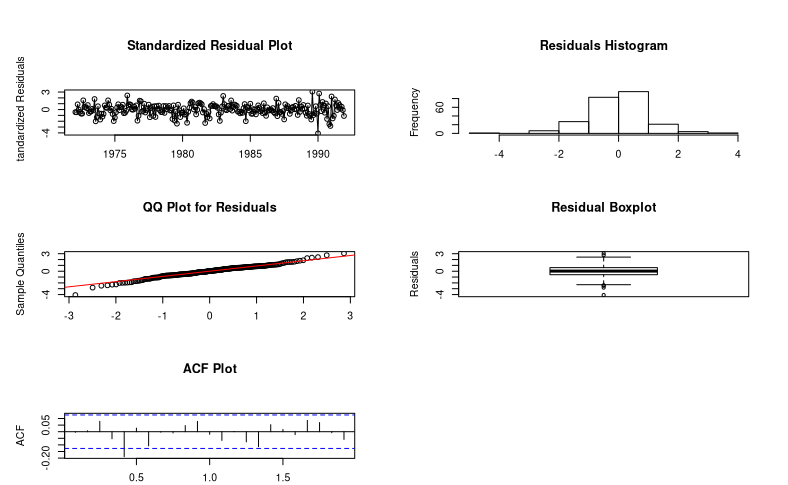 Standardized Residual Plot
tandardized Residuals
3
0
-4
1975 1980 1985 1990
Residuals Histogram
Frequency
60
0
-4 -2 0 2 4
QQ Plot for Residuals
Sample Quantiles
3
0
-4
-3 -2 -1 0 1 2 3
Residual Boxplot
Residuals
3
0
-4
ACF Plot
ACF
0.05
-0.20
0.5 1.0 1.5